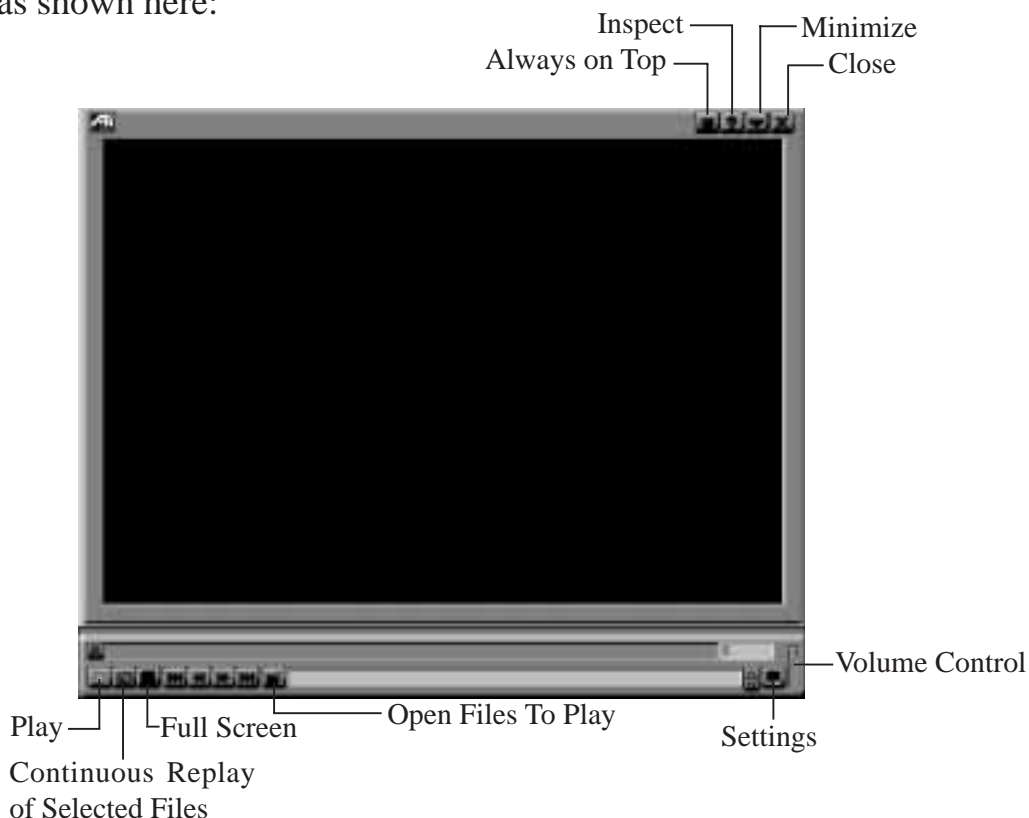 as shown here:
Inspect
Minimize
Always on Top
Close
ATI
Volume Control
Open Files To Play
Play
Full Screen
Settings
Continuous Replay
of Selected Files